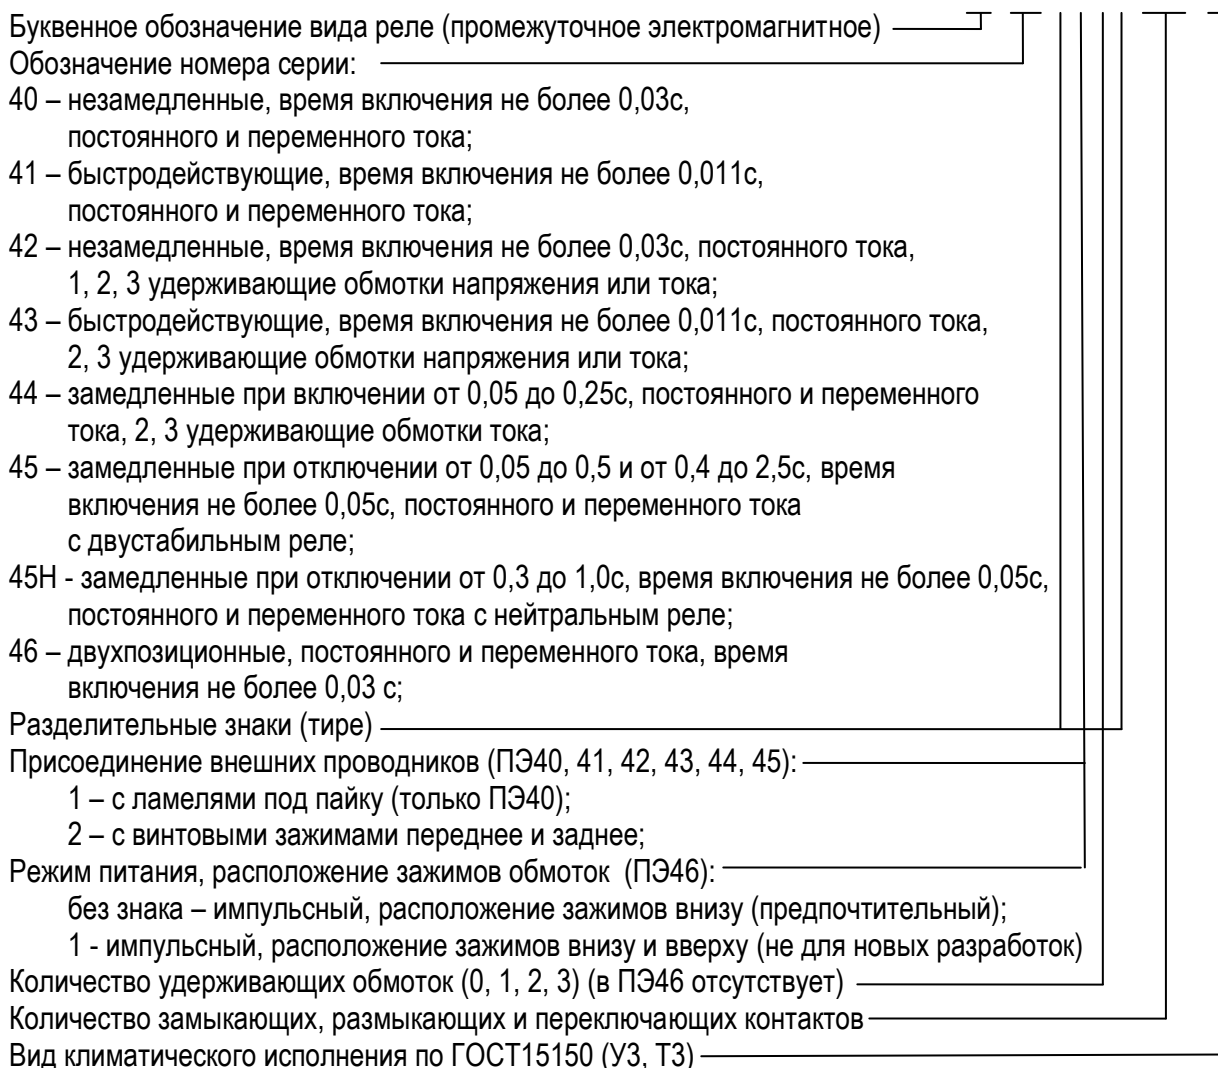 Буквенное обозначение вида реле (промежуточное электромагнитное)
Обозначение номера серии:
40 – незамедленные, время включения не более 0,03с,
постоянного и переменного тока;
41 – быстродействующие, время включения не более 0,011с,
постоянного и переменного тока;
42 – незамедленные, время включения не более 0,03с, постоянного тока,
1, 2, 3 удерживающие обмотки напряжения или тока;
43 – быстродействующие, время включения не более 0,011с, постоянного тока,
2, 3 удерживающие обмотки напряжения или тока;
44 – замедленные при включении от 0,05 до 0,25с, постоянного и переменного
тока, 2, 3 удерживающие обмотки тока;
45 – замедленные при отключении от 0,05 до 0,5 и от 0,4 до 2,5с, время
включения не более 0,05с, постоянного и переменного тока
с двустабильным реле;
45Н - замедленные при отключении от 0,3 до 1,0с, время включения не более 0,05с,
постоянного и переменного тока с нейтральным реле;
46 – двухпозиционные, постоянного и переменного тока, время
включения не более 0,03 с;
Разделительные знаки (тире)
Присоединение внешних проводников (ПЭ40, 41, 42, 43, 44, 45):
1 – с ламелями под пайку (только ПЭ40);
2 – с винтовыми зажимами переднее и заднее;
Режим питания, расположение зажимов обмоток (ПЭ46):
без знака – импульсный, расположение зажимов внизу (предпочтительный);
1 - импульсный, расположение зажимов внизу и вверху (не для новых разработок)
Количество удерживающих обмоток (0, 1, 2, 3) (в ПЭ46 отсутствует)
Количество замыкающих, размыкающих и переключающих контактов
Вид климатического исполнения по ГОСТ15150 (У3, Т3)